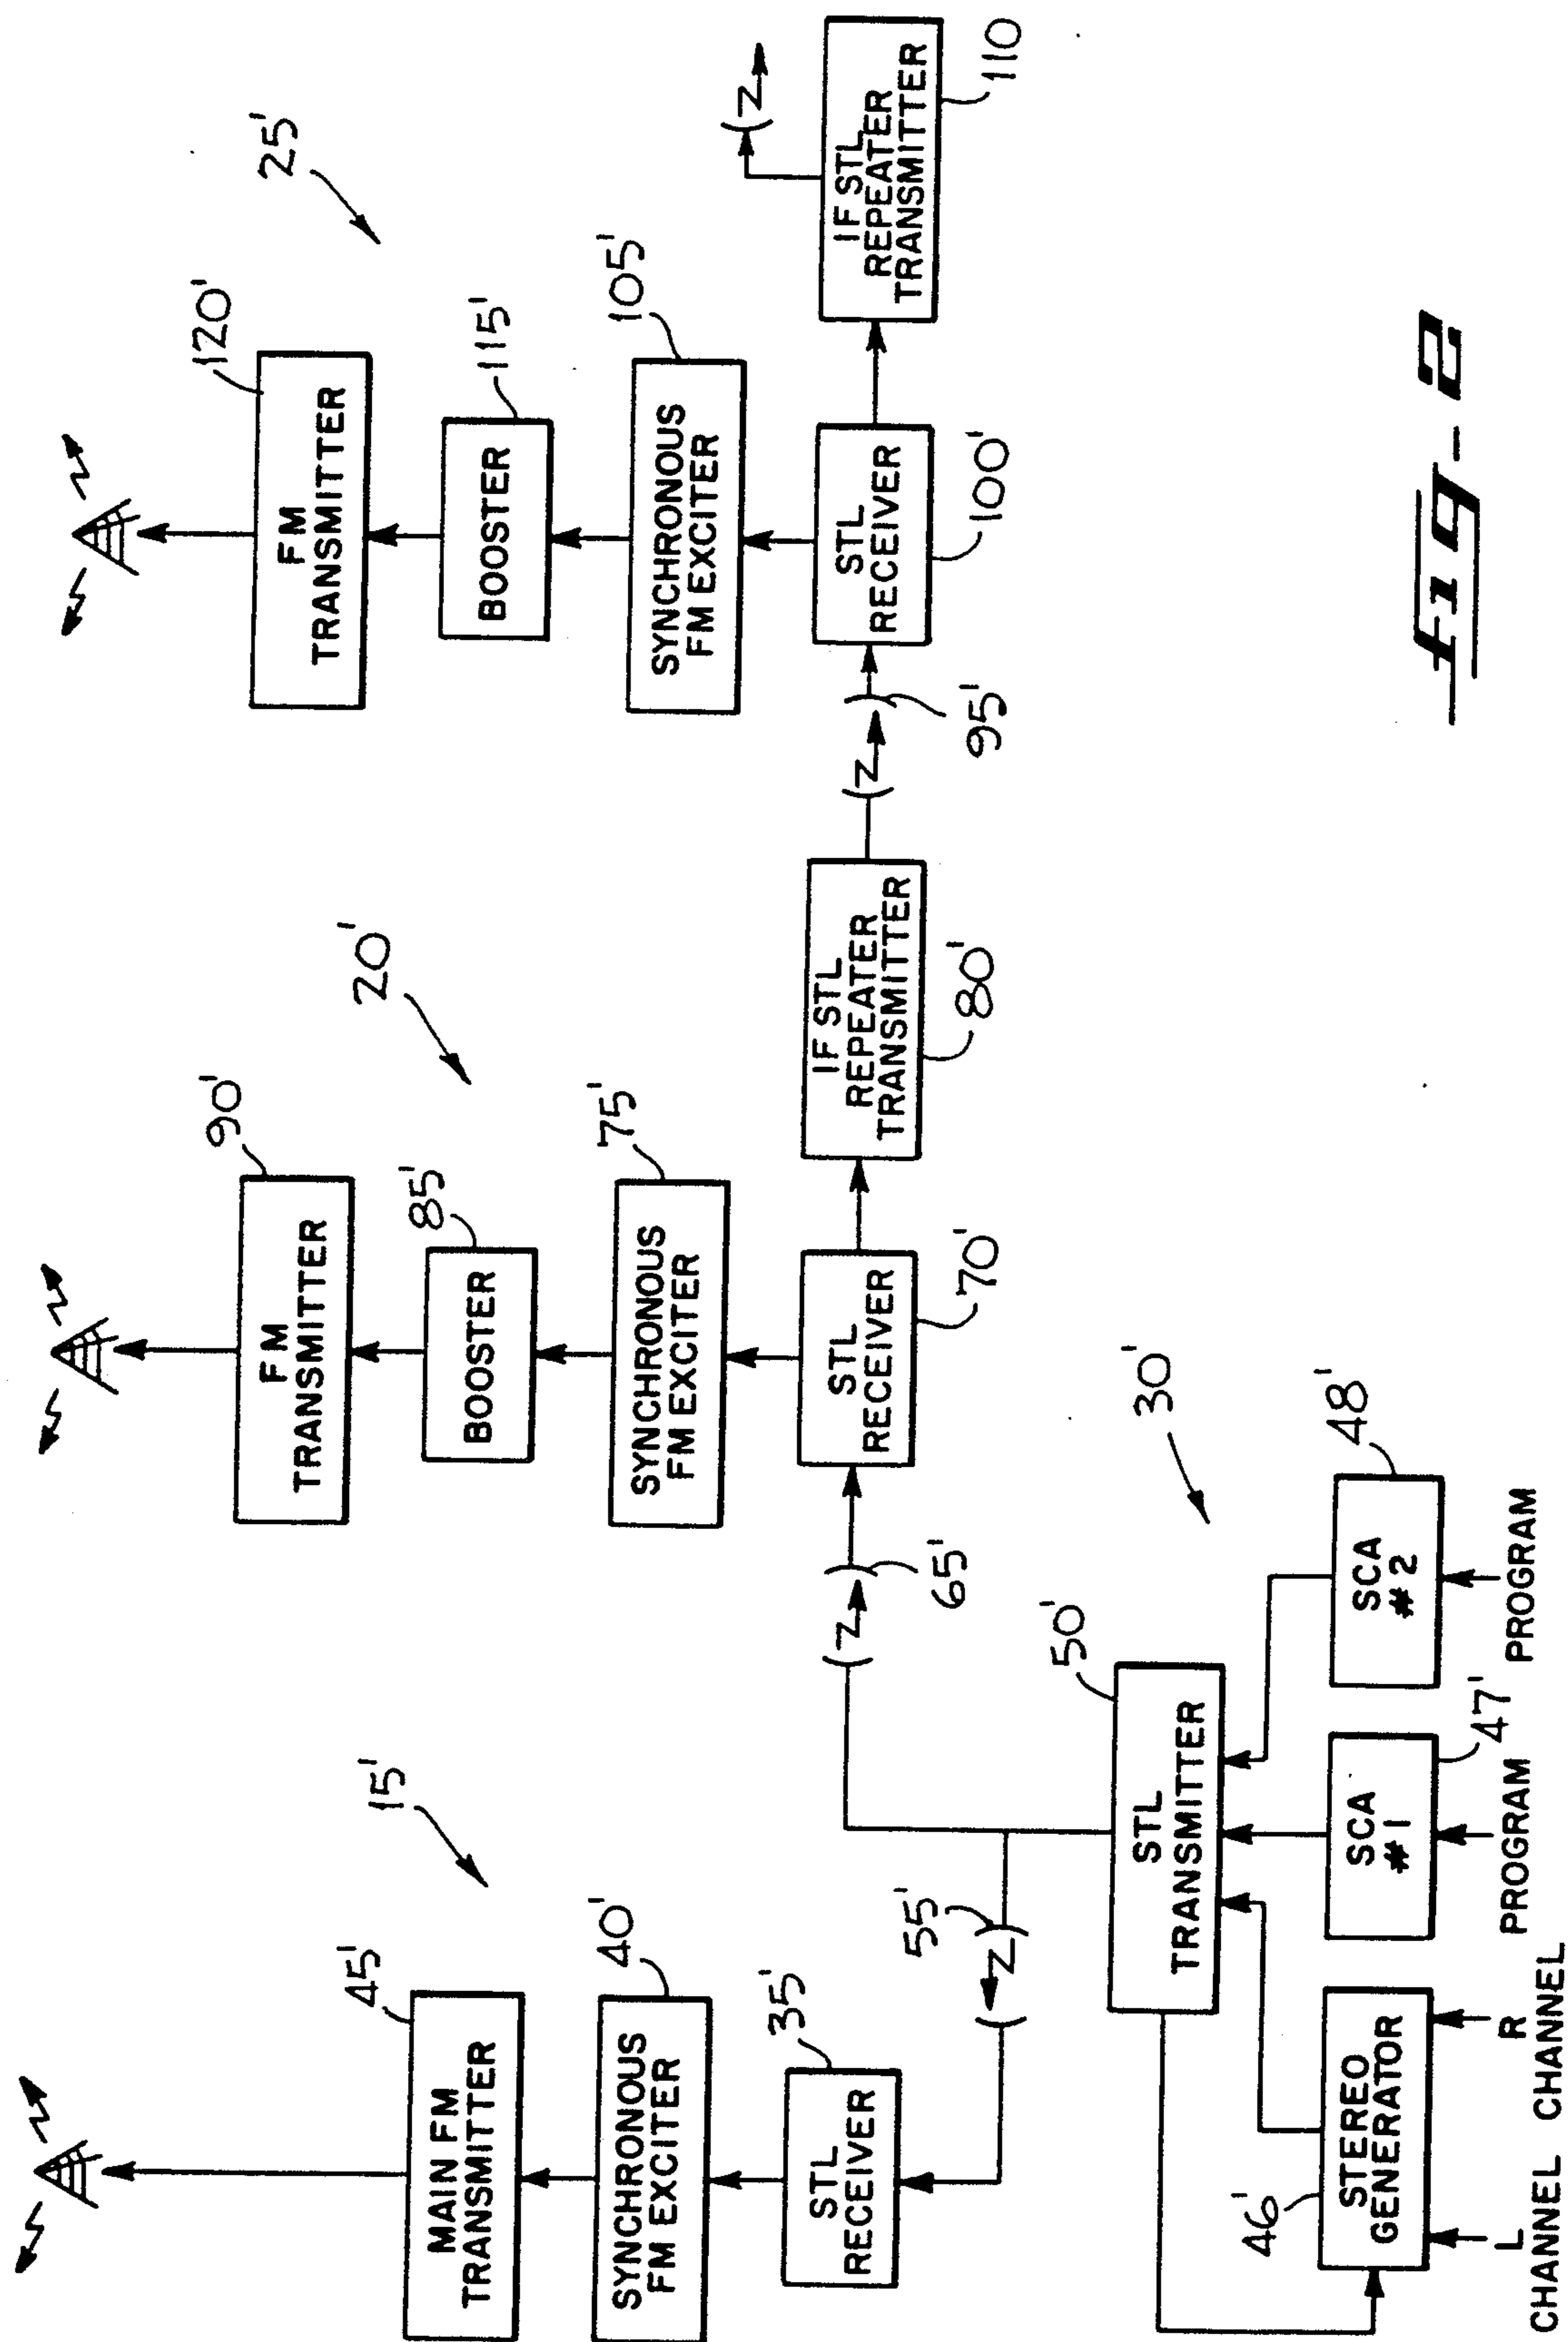 15'
45'
MAIN FM
TRANSMITTER
40'
SYNCHRONOUS
FM EXCITER
35'
STL
RECEIVER
55'
20'
90'
FM
TRANSMITTER
85'
BOOSTER
75'
SYNCHRONOUS
FM EXCITER
65'
STL
RECEIVER
70'
IF STL
REPEATER
TRANSMITTER
80'
25'
120'
FM
TRANSMITTER
115'
BOOSTER
105'
SYNCHRONOUS
FM EXCITER
95'
STL
RECEIVER
100'
IF STL
REPEATER
TRANSMITTER
110
30'
50'
STL
TRANSMITTER
46'
STEREO
GENERATOR
SCA
#1
47'
SCA
#2
48'
L
CHANNEL
R
CHANNEL
PROGRAM
PROGRAM
fig-2